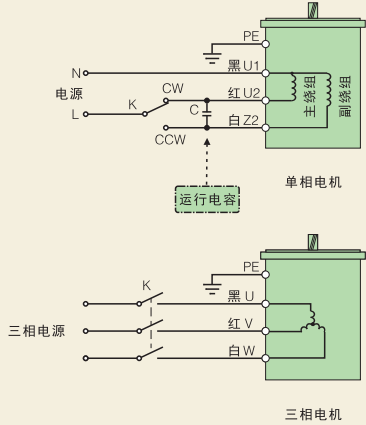 PE
N
黑 U1
电源
CW
红 U2
主绕组
副绕组
K
C
L
白 Z2
CCW
单相电机
运行电容
PE
K
黑 U
三相电源
红 V
白 W
三相电机